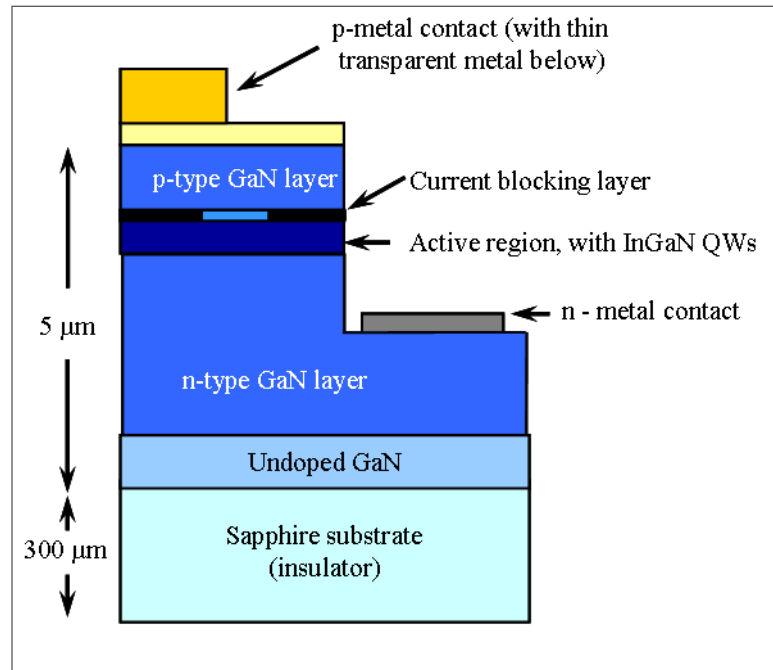 p-metal contact (with thin
transparent metal below)
p-type GaN layer
Current blocking layer
Active region, with InGaN QWs
5 μm
n - metal contact
n-type GaN layer
Undoped GaN
300 μm
Sapphire substrate
(insulator)